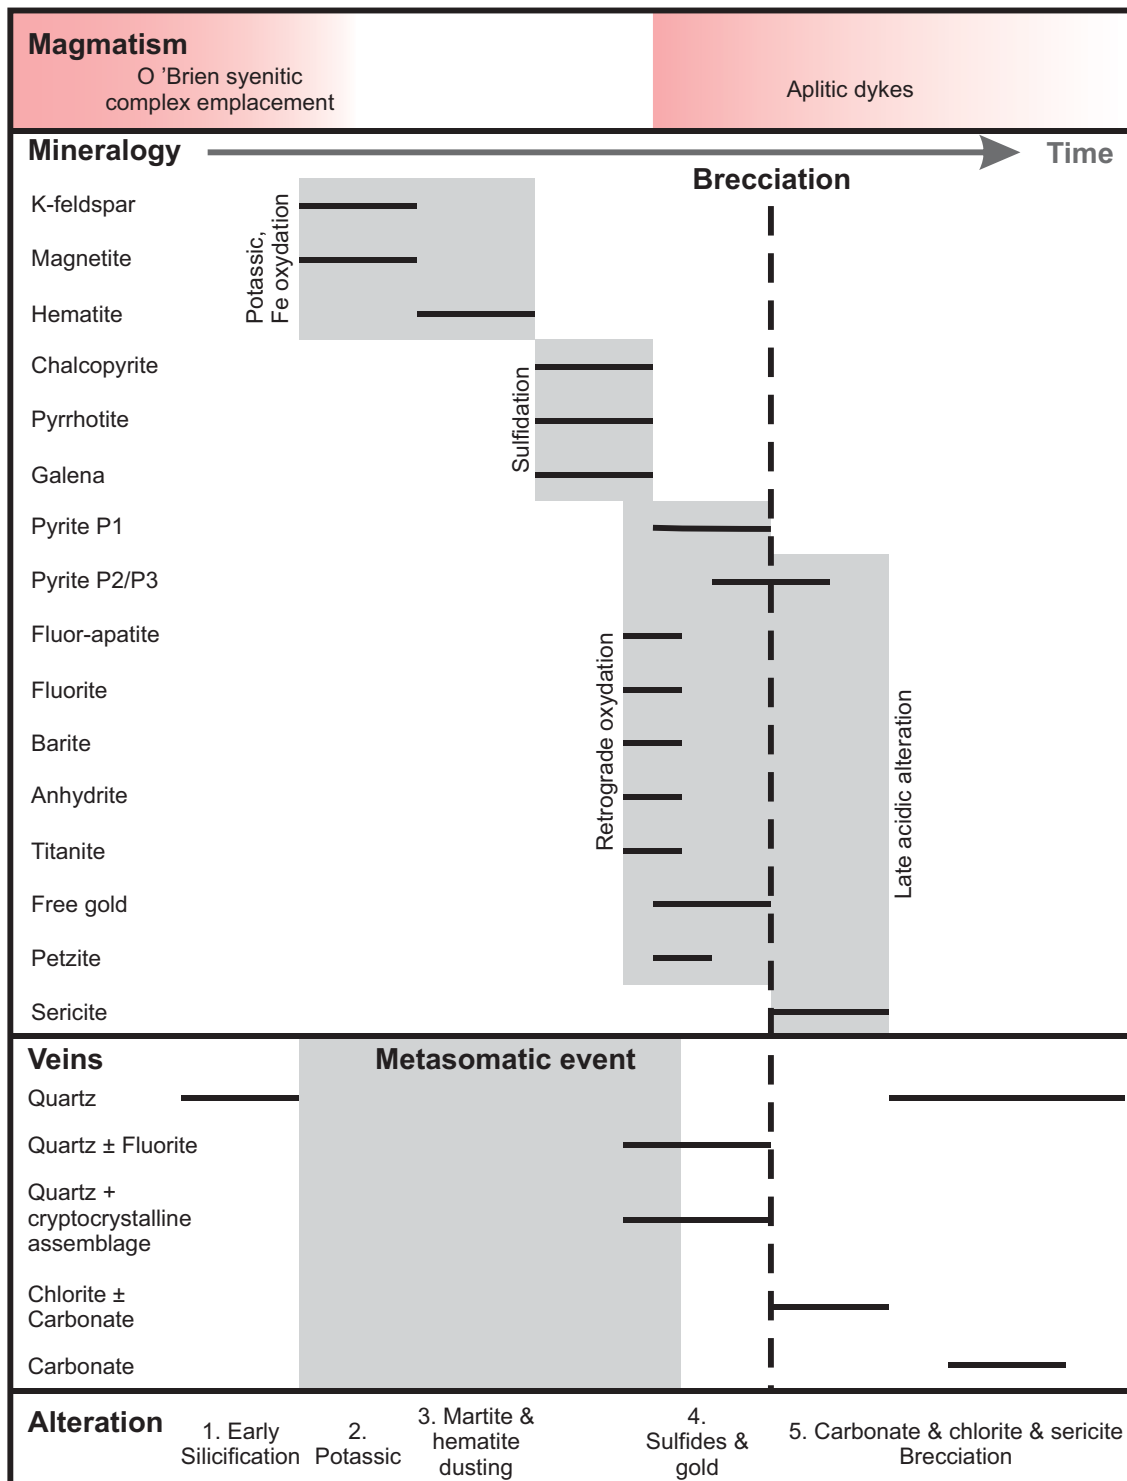 Magmatism
O 'Brien syenitic
complex emplacement
Aplitic dykes
Mineralogy
Time
Brecciation
K-feldspar
Magnetite
Hematite
Potassic,
Fe oxydation
Chalcopyrite
Pyrrhotite
Galena
Sulfidation
Pyrite P1
Pyrite P2/P3
Fluor-apatite
Fluorite
Barite
Anhydrite
Titanite
Free gold
Petzite
Sericite
Retrograde oxydation
Late acidic alteration
Veins
Metasomatic event
Quartz
Quartz ± Fluorite
Quartz +
cryptocrystalline
assemblage
Chlorite ±
Carbonate
Carbonate
Alteration
1. Early
Silicification
2.
Potassic
3. Martite &
hematite
dusting
4.
Sulfides &
gold
5. Carbonate & chlorite & sericite
Brecciation